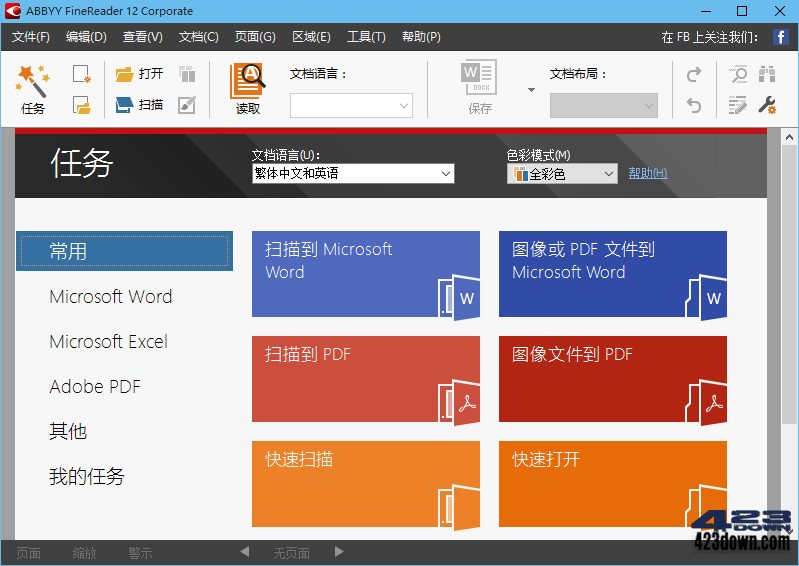 ABBYY FineReader 12 Corporate
文件(F) 编辑(D) 查看(V) 文档(C) 页面(G) 区域(E) 工具(T) 帮助(P) 在 FB 上关注我们: f
打开 文档语言： W 文档布局：
DOCX
任务 扫描 读取 保存
任务 文档语言(U): 色彩模式(M)
繁体中文和英语 全彩色 帮助(H)
常用
Microsoft Word
Microsoft Excel
Adobe PDF
其他
我的任务
扫描到 Microsoft
Word
W
图像或 PDF 文件到
Microsoft Word
W
扫描到 PDF
图像文件到 PDF
快速扫描
快速打开
页面 缩放 警示 无页面
423
DOWN
423down.com